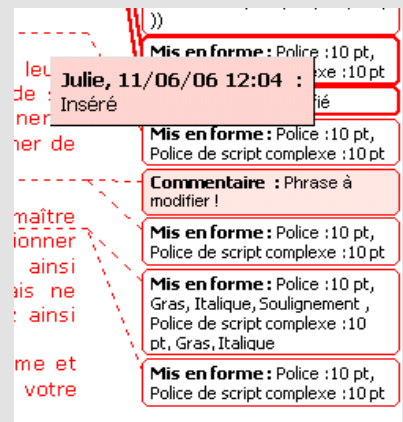 ))
Mis en forme : Police :10 pt,
xe :10 pt
Julie, 11/06/06 12:04 :
Inséré
ifié
leu
de
ner
ner de
Mis en forme : Police :10 pt,
Police de script complexe :10 pt
Commentaire : Phrase à
modifier !
maître
ionner
ainsi
ais ne
ainsi
Mis en forme : Police :10 pt,
Police de script complexe :10 pt
Mis en forme : Police :10 pt,
Gras, Italique, Soulignement ,
Police de script complexe :10
pt, Gras, Italique
me et
votre
Mis en forme : Police :10 pt,
Police de script complexe :10 pt